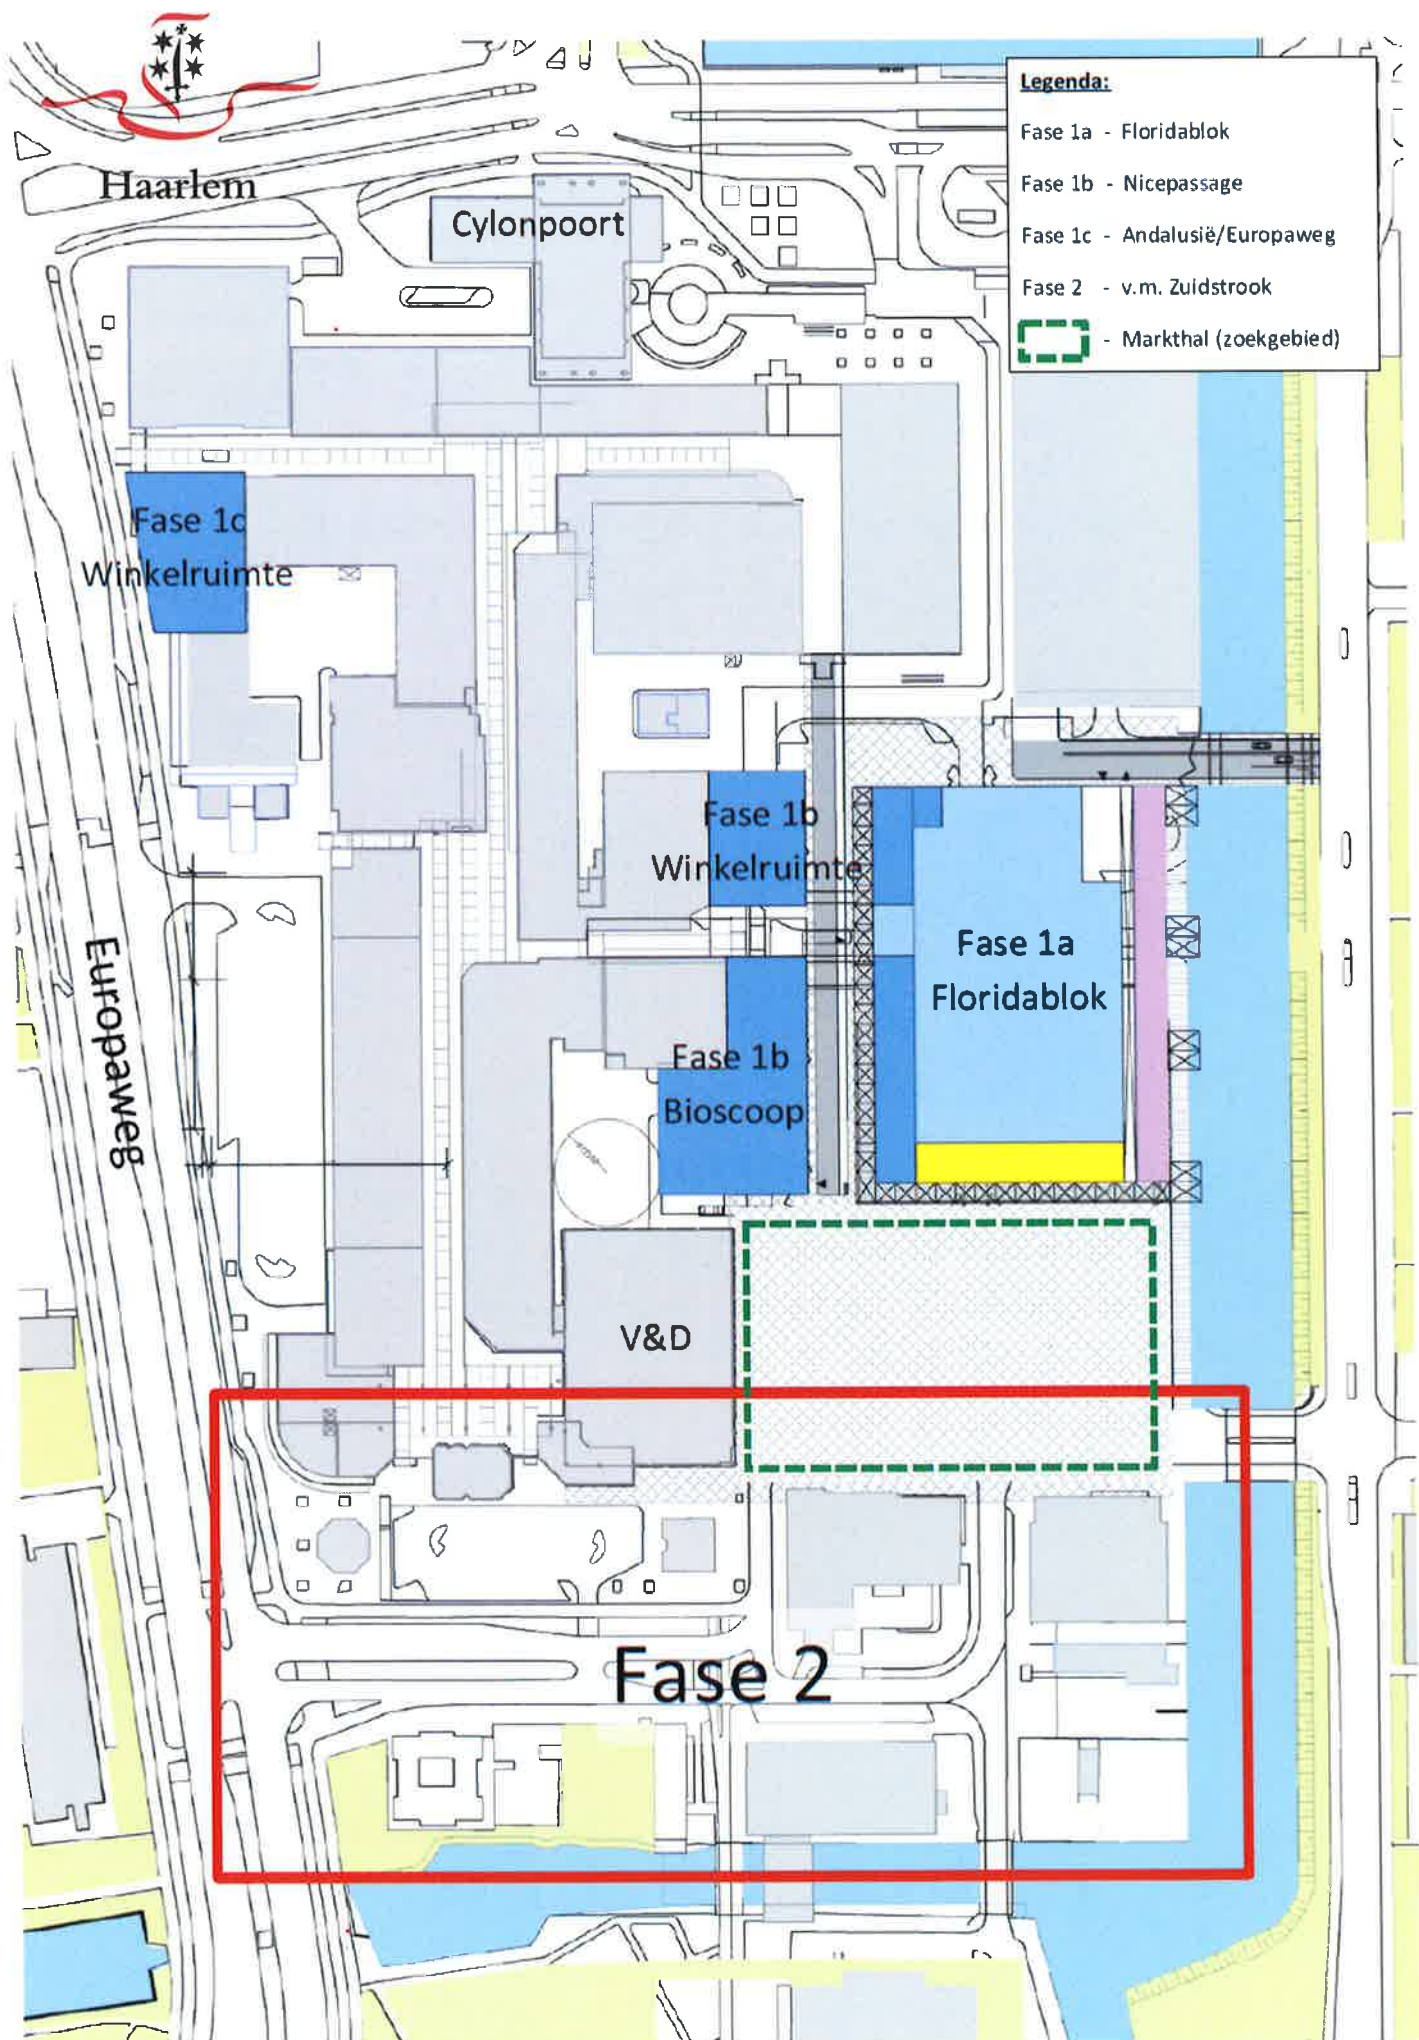 Haarlem
Legenda:
Fase 1a - Floridablok
Fase 1b - Nicepassage
Fase 1c - Andalusië/Europaweg
Fase 2 - v.m. Zuidstrook
- Markthal (zoekgebied)
Cylonpoort
Fase 1c
Winkelruimte
Fase 1b
Winkelruimte
Fase 1a
Floridablok
Europaweg
Fase 1b
Bioscoop
V&D
Fase 2